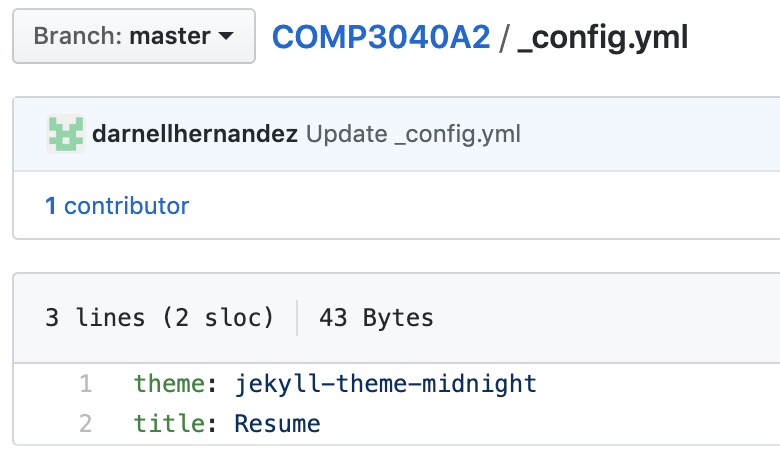 Branch: master
COMP3040A2 / _config.yml
darnellhernandez Update _config.yml
1 contributor
3 lines (2 sloc) 43 Bytes
1 theme: jekyll-theme-midnight
2 title: Resume